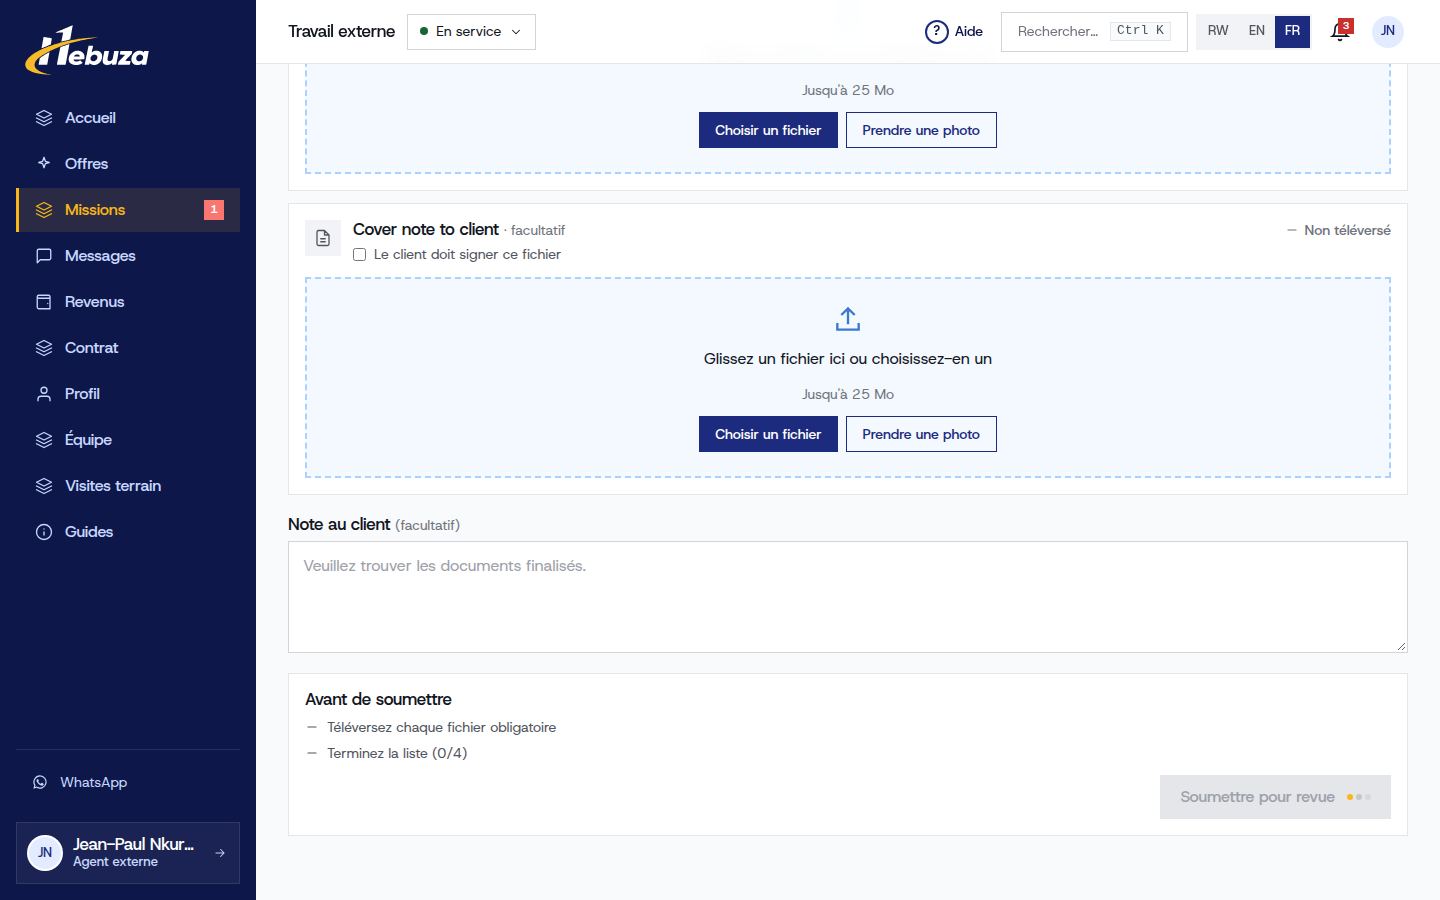 Hebuza
Travail externe
En service
? Aide
Rechercher... Ctrl K
RW EN FR
3
JN
Accueil
Offres
Missions 1
Messages
Revenus
Contrat
Profil
Équipe
Visites terrain
Guides
WhatsApp
JN Jean-Paul Nkur...
Agent externe
Jusqu'à 25 Mo
Choisir un fichier Prendre une photo
Cover note to client · facultatif
— Non téléversé
Le client doit signer ce fichier
Glissez un fichier ici ou choisissez-en un
Jusqu'à 25 Mo
Choisir un fichier Prendre une photo
Note au client (facultatif)
Veuillez trouver les documents finalisés.
Avant de soumettre
— Téléversez chaque fichier obligatoire
— Terminez la liste (0/4)
Soumettre pour revue